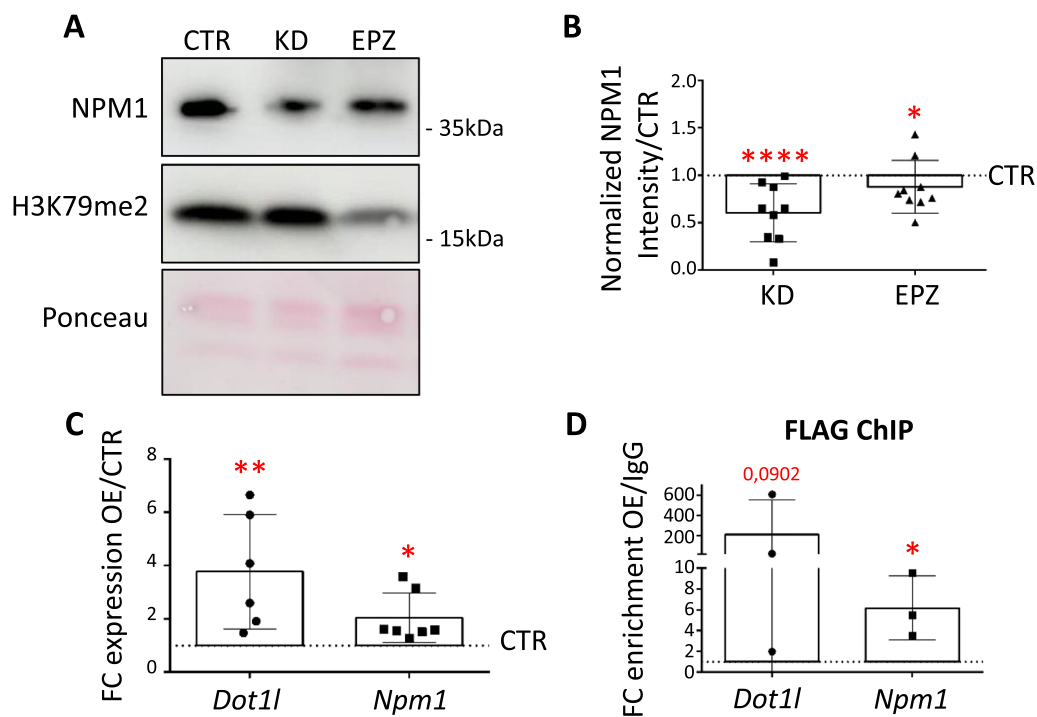 A
CTR KD EPZ
NPM1
- 35kDa
H3K79me2
- 15kDa
Ponceau
B
Normalized NPM1
Intensity/CTR
2.0
1.5
1.0
0.5
0.0
**** *
CTR
KD EPZ
C
FC expression OE/CTR
8
6
4
2
0
** *
CTR
Dot1l Npm1
D
FLAG ChIP
FC enrichment OE/IgG
600
400
200
10
8
6
4
2
0
0,0902 *
Dot1l Npm1